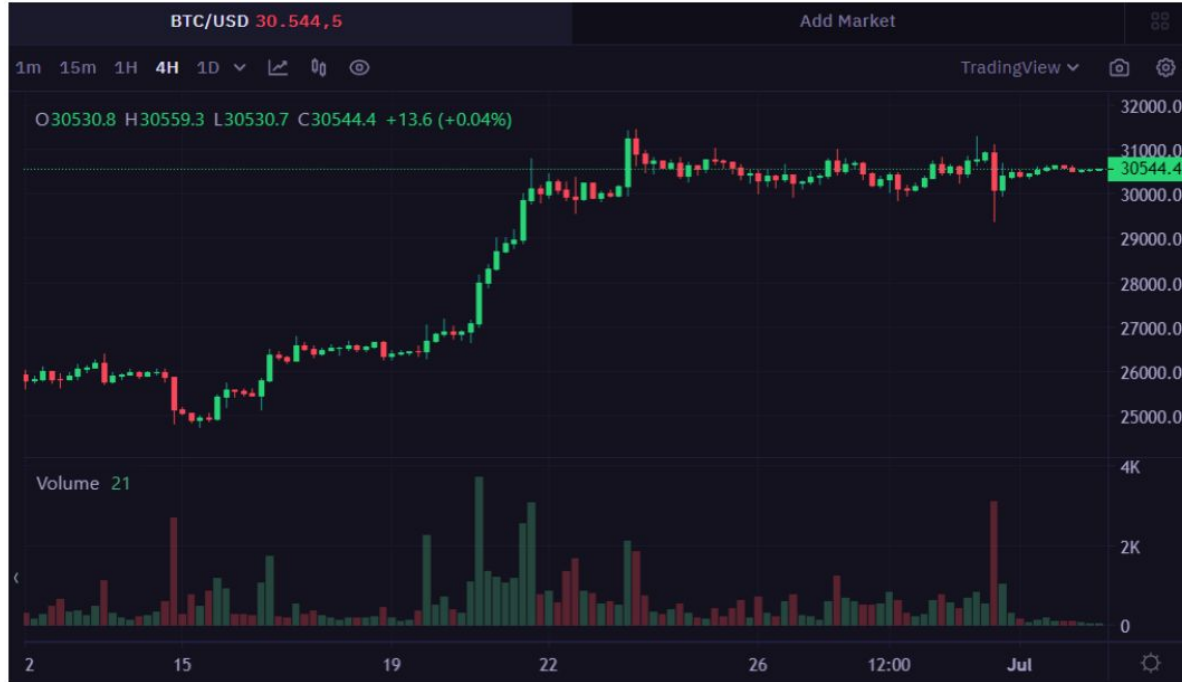 BTC/USD 30.544,5
Add Market
1m 15m 1H 4H 1D
TradingView
O30530.8 H30559.3 L30530.7 C30544.4 +13.6 (+0.04%)
32000.0
31000.0
30544.4
30000.0
29000.0
28000.0
27000.0
26000.0
25000.0
Volume 21
4K
2K
0
2 15 19 22 26 12:00 Jul